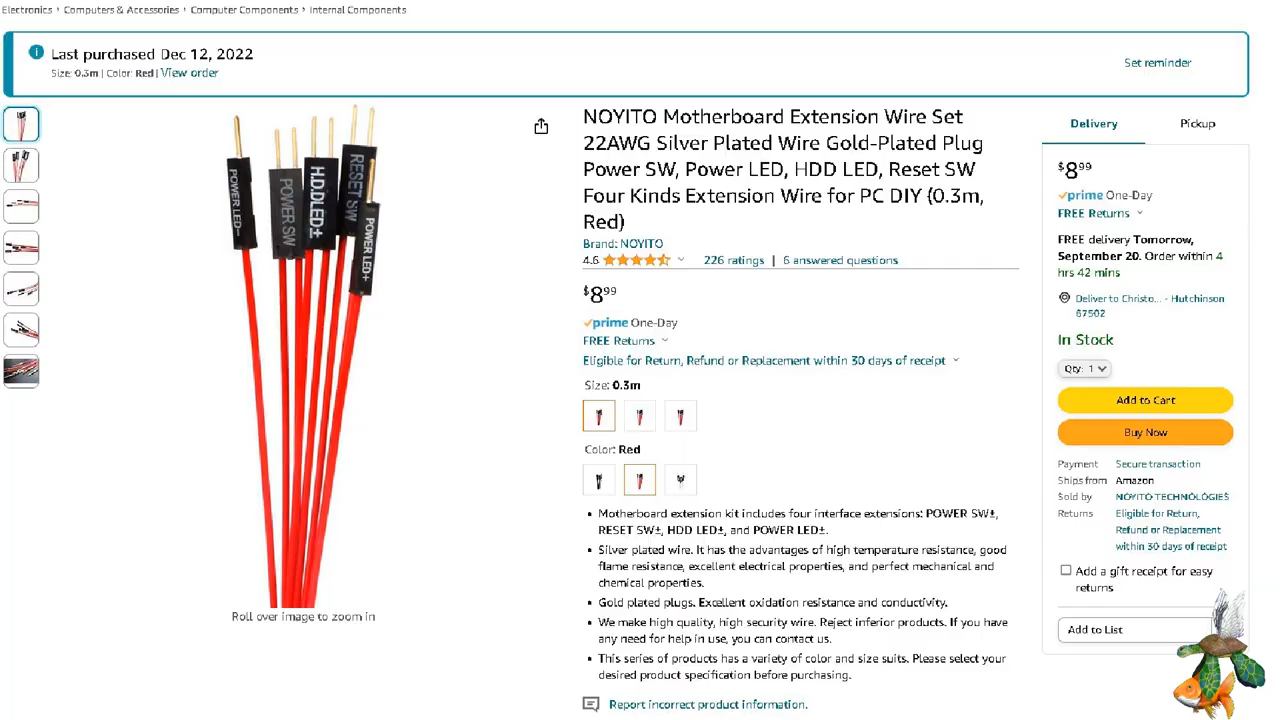 Electronics › Computers & Accessories › Computer Components › Internal Components
Last purchased Dec 12, 2022
Size: 0.3m | Color: Red | View order
Set reminder
POWER LED-
POWER SW
H.D.DLED±
RESET SW
POWER LED+
Roll over image to zoom in
NOYITO Motherboard Extension Wire Set
22AWG Silver Plated Wire Gold-Plated Plug
Power SW, Power LED, HDD LED, Reset SW
Four Kinds Extension Wire for PC DIY (0.3m,
Red)
Brand: NOYITO
4.6 226 ratings | 6 answered questions
$8 99
prime One-Day
FREE Returns
Eligible for Return, Refund or Replacement within 30 days of receipt
Size: 0.3m
Color: Red
• Motherboard extension kit includes four interface extensions: POWER SW±,
RESET SW±, HDD LED±, and POWER LED±.
• Silver plated wire. It has the advantages of high temperature resistance, good
flame resistance, excellent electrical properties, and perfect mechanical and
chemical properties.
• Gold plated plugs. Excellent oxidation resistance and conductivity.
• We make high quality, high security wire. Reject inferior products. If you have
any need for help in use, you can contact us.
• This series of products has a variety of color and size suits. Please select your
desired product specification before purchasing.
Report incorrect product information.
Delivery Pickup
$8 99
prime One-Day
FREE Returns
FREE delivery Tomorrow,
September 20. Order within 4
hrs 42 mins
Deliver to Christo... - Hutchinson
67502
In Stock
Qty: 1
Add to Cart
Buy Now
Payment Secure transaction
Ships from Amazon
Sold by NOYITO TECHNOLOGIES
Returns Eligible for Return,
Refund or Replacement
within 30 days of receipt
Add a gift receipt for easy
returns
Add to List